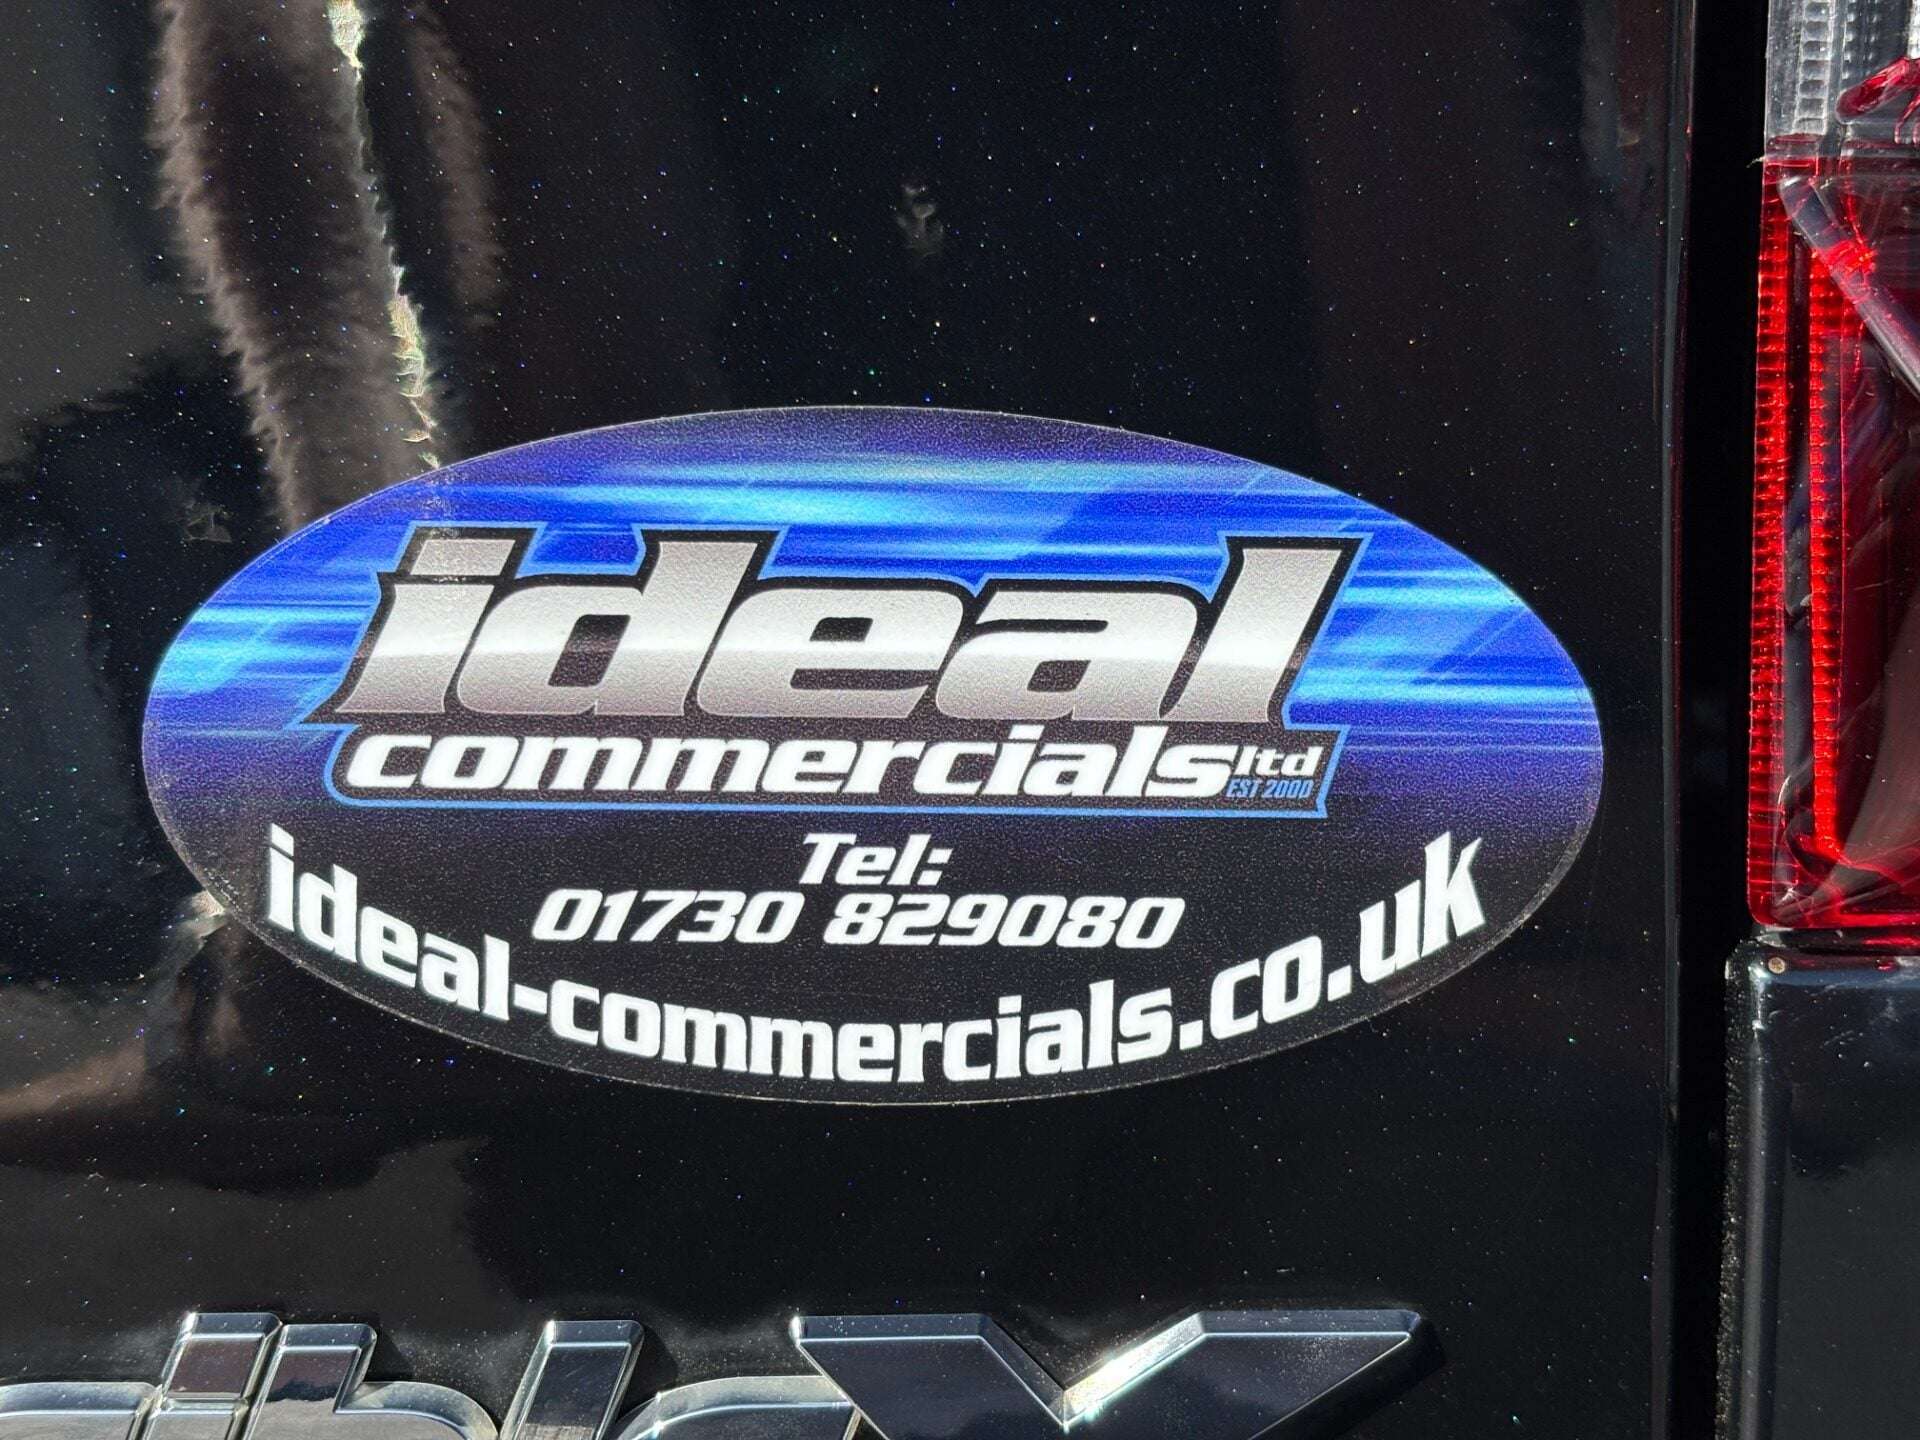 ideal
commercials ltd
EST 2000
Tel:
01730 829080
ideal-commercials.co.uk